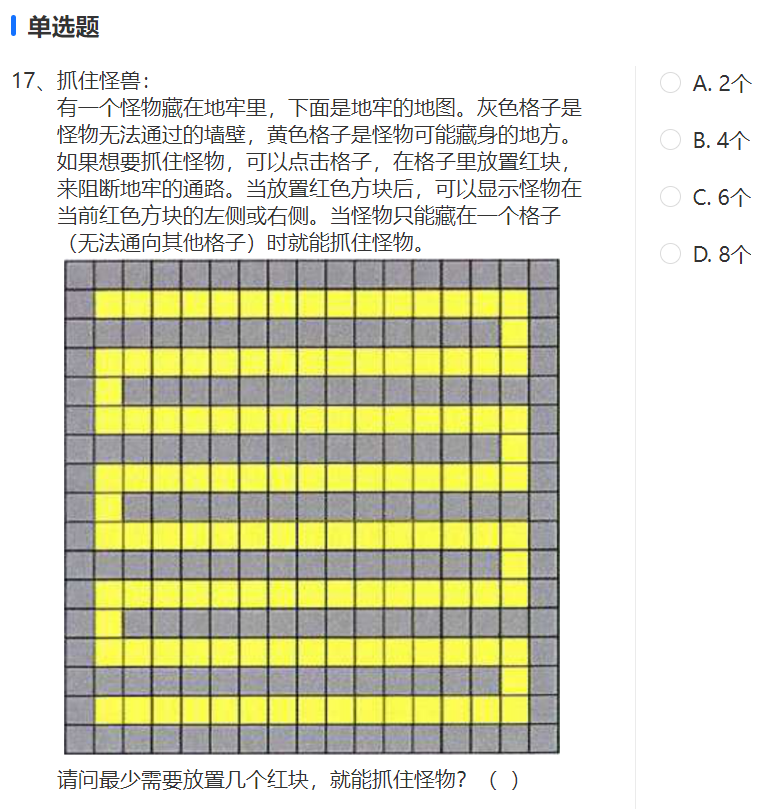 单选题
17、抓住怪兽：
有一个怪物藏在地牢里，下面是地牢的地图。灰色格子是
怪物无法通过的墙壁，黄色格子是怪物可能藏身的地方。
如果想要抓住怪物，可以点击格子，在格子里放置红块，
来阻断地牢的通路。当放置红色方块后，可以显示怪物在
当前红色方块的左侧或右侧。当怪物只能藏在一个格子
（无法通向其他格子）时就能抓住怪物。
请问最少需要放置几个红块，就能抓住怪物？（ ）
A. 2个
B. 4个
C. 6个
D. 8个